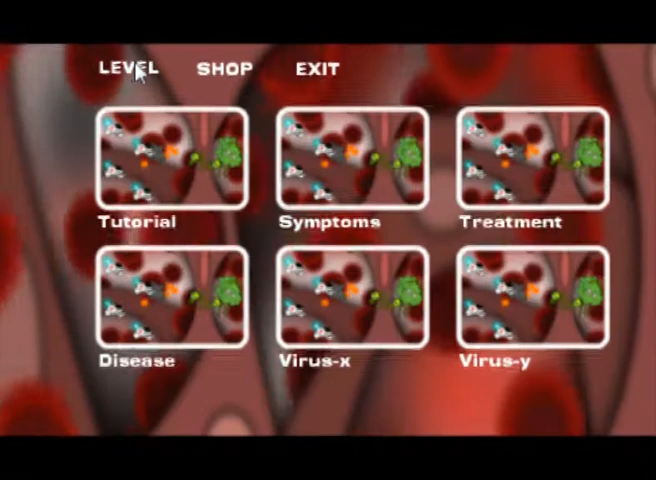 LEVEL SHOP EXIT
Tutorial Symptoms Treatment
Disease Virus-x Virus-y